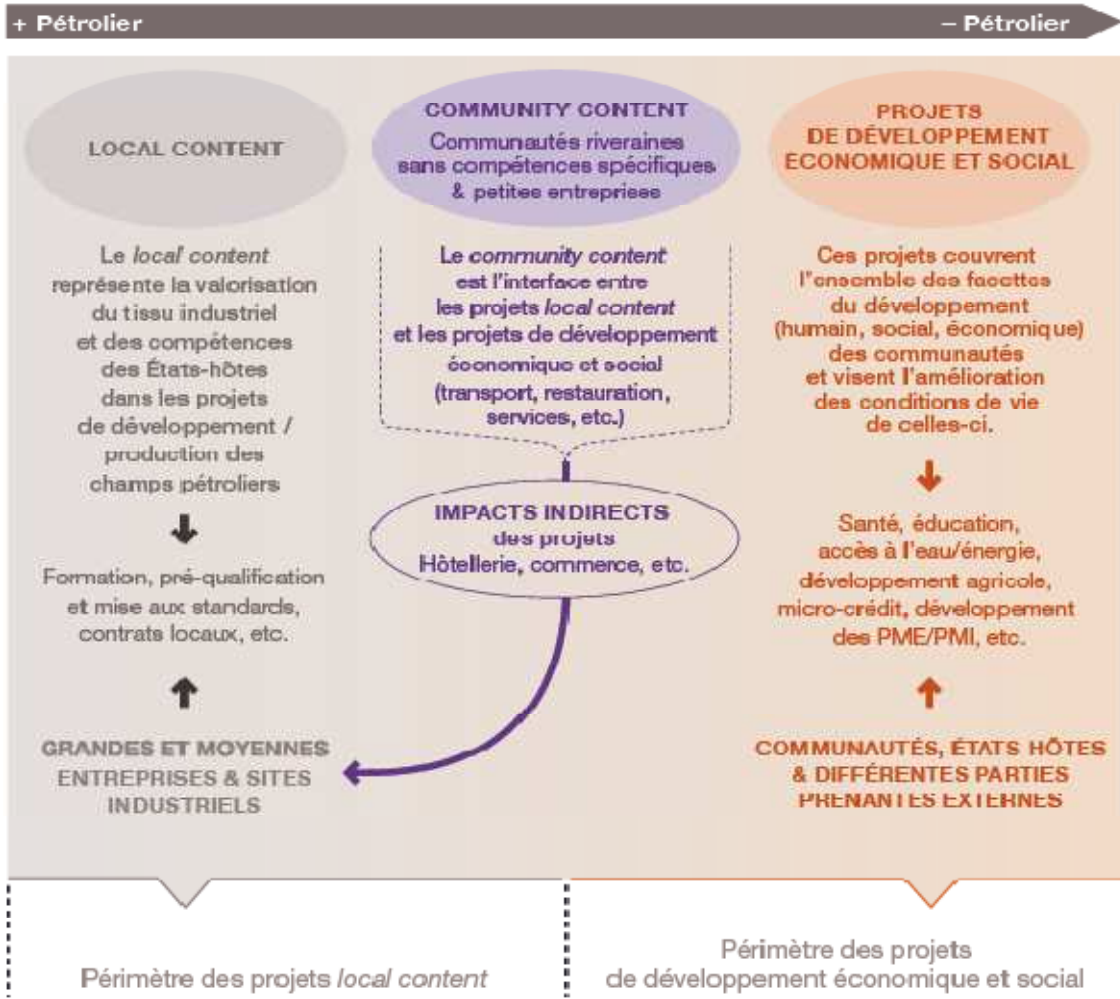 + Pétrolier
– Pétrolier
LOCAL CONTENT
Le local content
représente la valorisation
du tissu industriel
et des compétences
des États-hôtes
dans les projets
de développement /
production des
champs pétroliers
Formation, pré-qualification
et mise aux standards,
contrats locaux, etc.
GRANDES ET MOYENNES
ENTREPRISES & SITES
INDUSTRIELS
COMMUNITY CONTENT
Communautés riveraines
sans compétences spécifiques
& petites entreprises
Le community content
est l'interface entre
les projets local content
et les projets de développement
économique et social
(transport, restauration,
services, etc.)
IMPACTS INDIRECTS
des projets
Hôtellerie, commerce, etc.
PROJETS
DE DÉVELOPPEMENT
ÉCONOMIQUE ET SOCIAL
Ces projets couvrent
l'ensemble des facettes
du développement
(humain, social, économique)
des communautés
et visent l'amélioration
des conditions de vie
de celles-ci.
Santé, éducation,
accès à l'eau/énergie,
développement agricole,
micro-crédit, développement
des PME/PMI, etc.
COMMUNAUTÉS, ÉTATS HÔTES
& DIFFÉRENTES PARTIES
PRENANTES EXTERNES
Périmètre des projets local content
Périmètre des projets
de développement économique et social